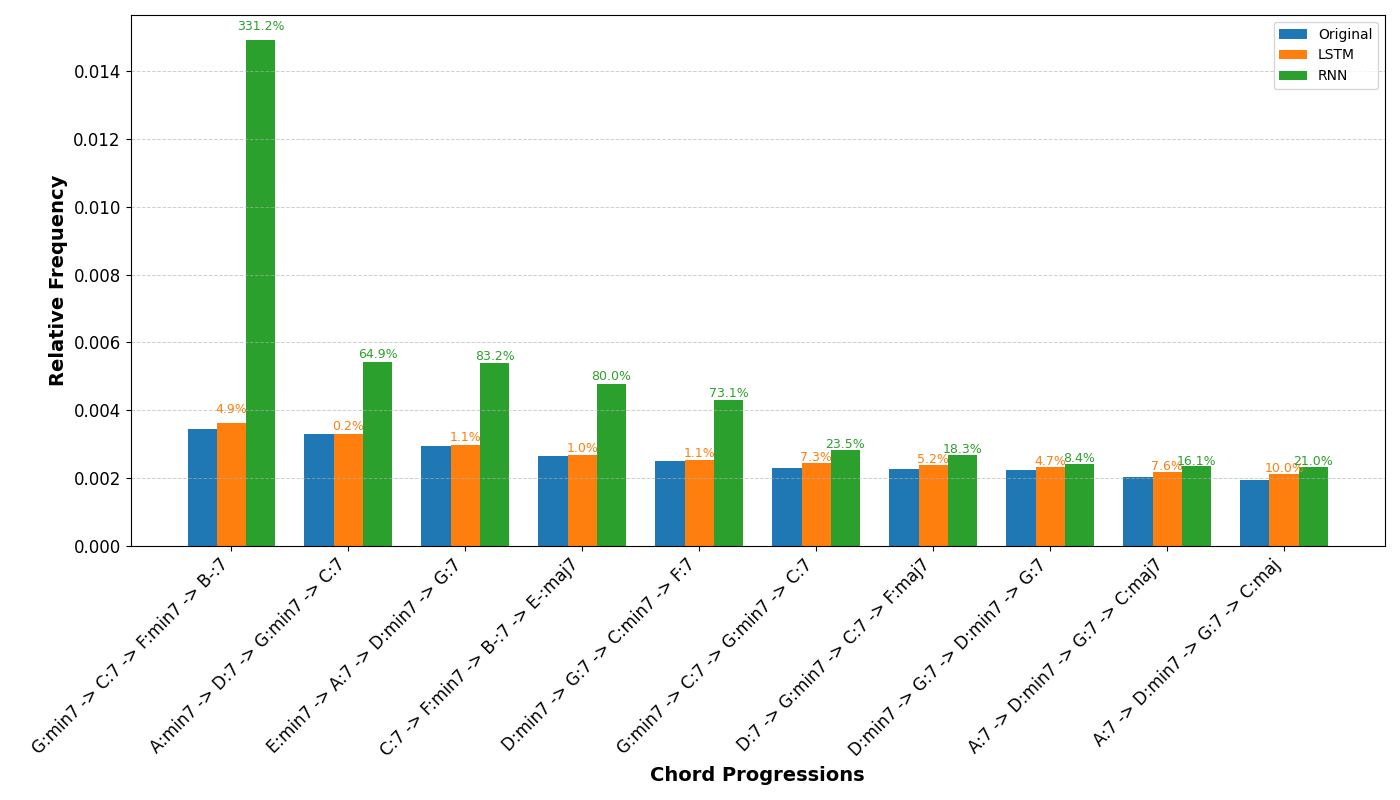 331.2%
Original
LSTM
RNN
0.014
0.012
0.010
0.008
0.006
0.004
0.002
0.000
Relative Frequency
4.9%
0.2%
64.9%
1.1%
83.2%
1.0%
80.0%
1.1%
73.1%
7.3%
23.5%
5.2%
18.3%
4.7%
8.4%
7.6%
16.1%
10.0%
21.0%
G:min7 -> C:7 -> F:min7 -> B-:7
A:min7 -> D:7 -> G:min7 -> C:7
E:min7 -> A:7 -> D:min7 -> G:7
C:7 -> F:min7 -> B-:7 -> E-:maj7
D:min7 -> G:7 -> C:min7 -> F:7
G:min7 -> C:7 -> G:min7 -> C:7
D:7 -> G:min7 -> C:7 -> F:maj7
D:min7 -> G:7 -> D:min7 -> G:7
A:7 -> D:min7 -> G:7 -> C:maj7
A:7 -> D:min7 -> G:7 -> C:maj
Chord Progressions